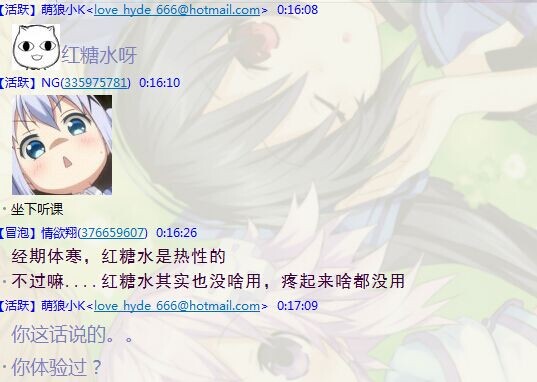 【活跃】萌狼小K<love_hyde_666@hotmail.com> 0:16:08
红糖水呀
【活跃】NG(335975781) 0:16:10
坐下听课
【冒泡】情欲翔(376659607) 0:16:26
经期体寒，红糖水是热性的
不过嘛....红糖水其实也没啥用，疼起来啥都没用
【活跃】萌狼小K<love_hyde_666@hotmail.com> 0:17:09
你这话说的。。
你体验过？